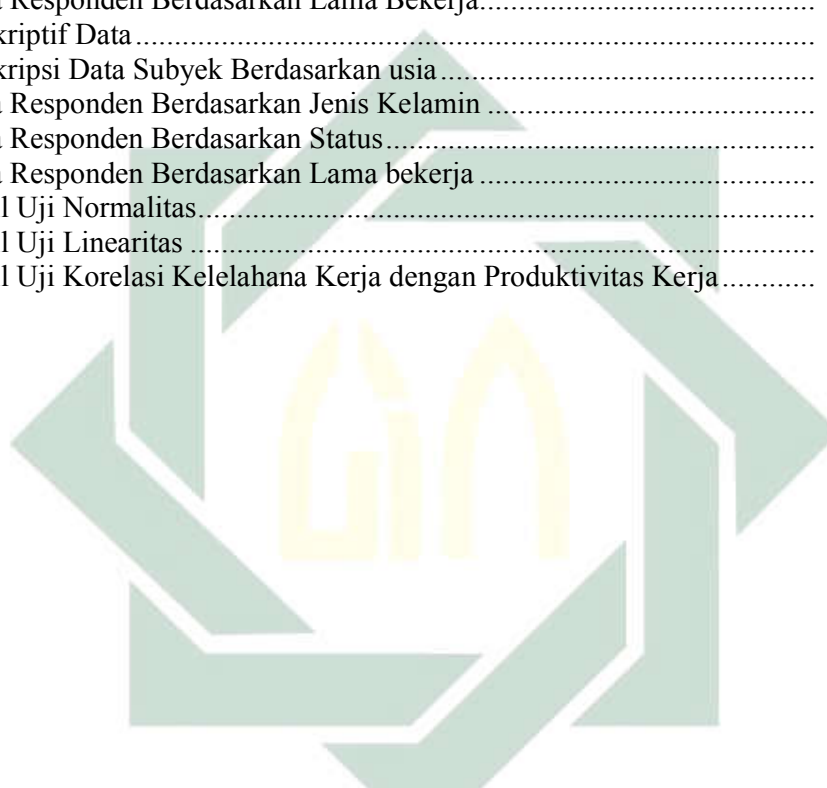 a Responden Berdasarkan Lama Bekerja...............................................
kriptif Data.................................................................................................
kripsi Data Subyek Berdasarkan usia.....................................................
a Responden Berdasarkan Jenis Kelamin ..............................................
a Responden Berdasarkan Status............................................................
a Responden Berdasarkan Lama bekerja ...............................................
l Uji Normalitas.......................................................................................
l Uji Linearitas .........................................................................................
l Uji Korelasi Kelelahana Kerja dengan Produktivitas Kerja.............